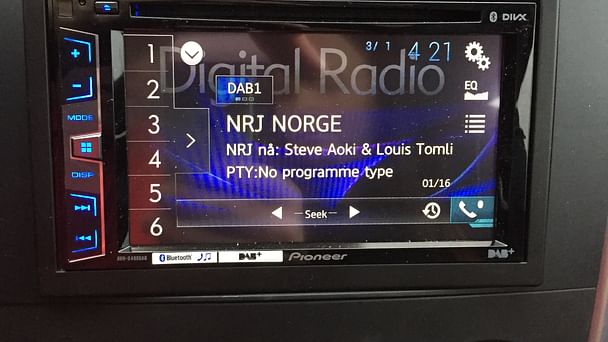 DIVX
3/ 1 4 21
Digital Radio
1
2
3
4
5
6
MODE
DISP
DAB1
EQ
NRJ NORGE
NRJ nå: Steve Aoki & Louis Tomli
PTY:No programme type
01/16
Seek
Bluetooth
DAB+
Pioneer
DAB+